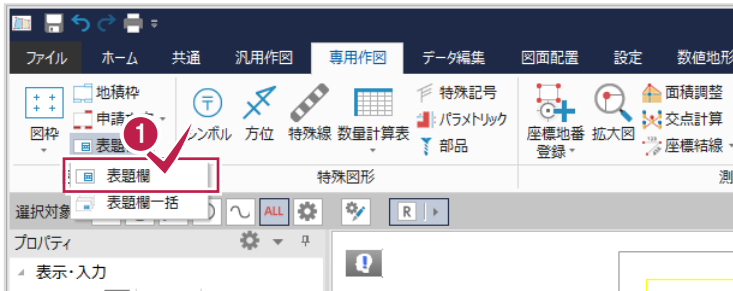 ファイル ホーム 共通 汎用作図 専用作図 データ編集 図面配置 設定 数値地形
図枠
地積枠
表題
シンボル 方位 特殊線 数量計算表
特殊記号
パラメトリック
部品
座標地番
登録
拡大図
面積調整
交点計算
座標結線
特殊図形
測
1
表題欄
表題欄一括
選択対象
ALL
R
プロパティ
表示・入力